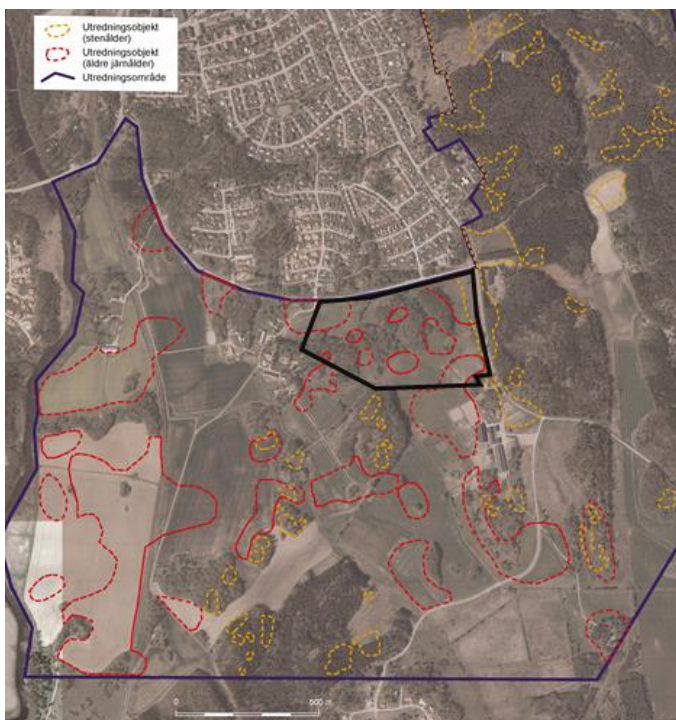 Utredningsobjekt
(stenålder)
Utredningsobjekt
(äldre järnålder)
Utredningsområde
0
500 m